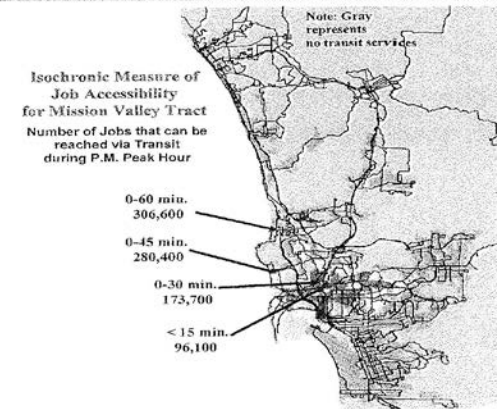 Note: Gray
represents
no transit services
Isochronic Measure of
Job Accessibility
for Mission Valley Tract
Number of Jobs that can be
reached via Transit
during P.M. Peak Hour
0-60 min.
306,600
0-45 min.
280,400
0-30 min.
173,700
< 15 min.
96,100